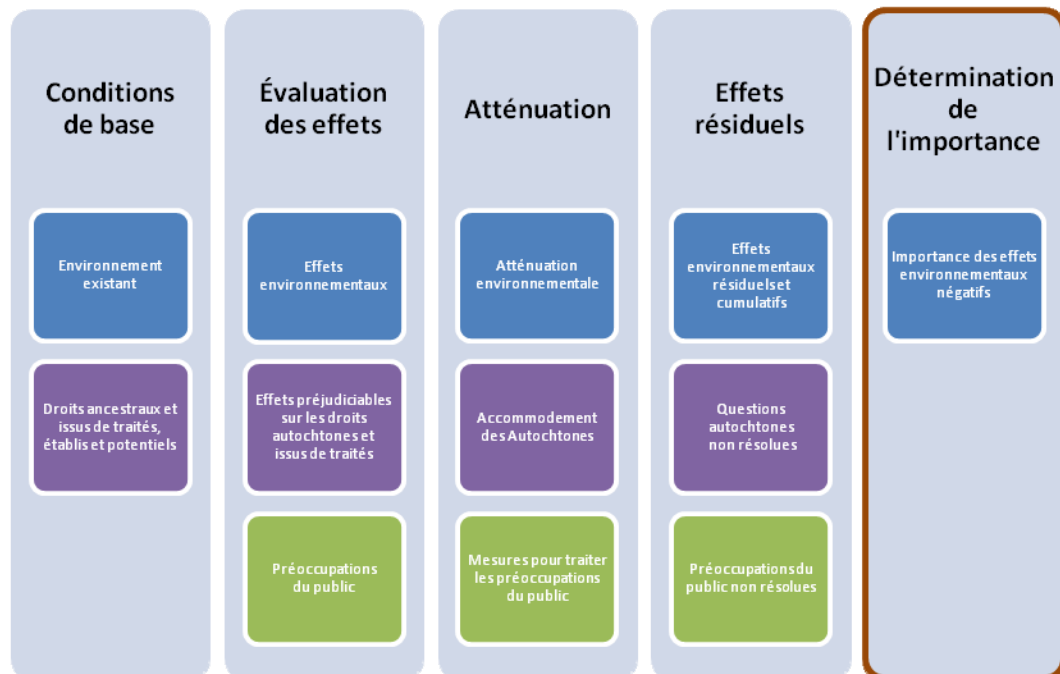 Conditions
de base
Environnement
existant
Droits ancestraux et
issus de traités,
établis et potentiels
Évaluation
des effets
Effets
environnementaux
Effets préjudiciables
sur les droits
autochtones et
issus de traités
Préoccupations
du public
Atténuation
Atténuation
environnementale
Accommodement
des Autochtones
Mesures pour traiter
les préoccupations
du public
Effets
résiduels
Effets
environnementaux
résiduels et
cumulatifs
Questions
autochtones
non résolues
Préoccupations du
public non résolues
Détermination
de
l'importance
Importance des effets
environnementaux
négatifs